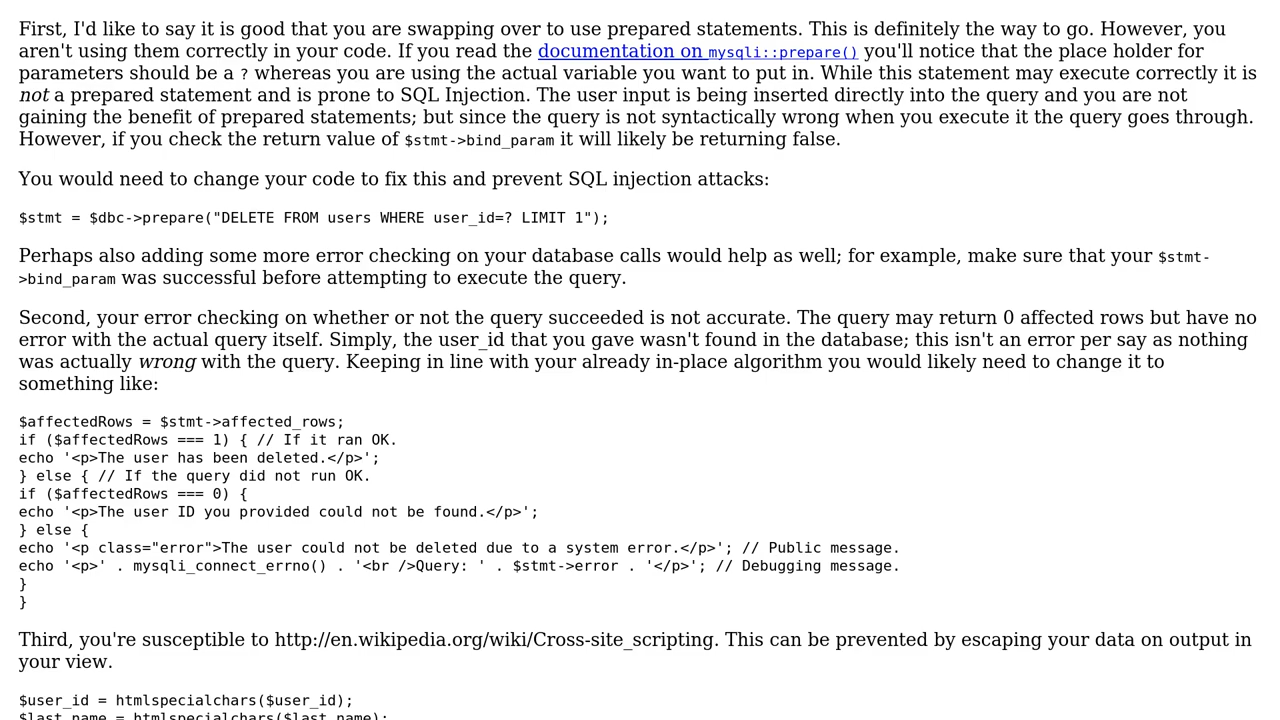 First, I'd like to say it is good that you are swapping over to use prepared statements. This is definitely the way to go. However, you
aren't using them correctly in your code. If you read the documentation on mysqli::prepare() you'll notice that the place holder for
parameters should be a ? whereas you are using the actual variable you want to put in. While this statement may execute correctly it is
not a prepared statement and is prone to SQL Injection. The user input is being inserted directly into the query and you are not
gaining the benefit of prepared statements; but since the query is not syntactically wrong when you execute it the query goes through.
However, if you check the return value of $stmt->bind_param it will likely be returning false.
You would need to change your code to fix this and prevent SQL injection attacks:
$stmt = $dbc->prepare("DELETE FROM users WHERE user_id=? LIMIT 1");
Perhaps also adding some more error checking on your database calls would help as well; for example, make sure that your $stmt-
>bind_param was successful before attempting to execute the query.
Second, your error checking on whether or not the query succeeded is not accurate. The query may return 0 affected rows but have no
error with the actual query itself. Simply, the user_id that you gave wasn't found in the database; this isn't an error per say as nothing
was actually wrong with the query. Keeping in line with your already in-place algorithm you would likely need to change it to
something like:
$affectedRows = $stmt->affected_rows;
if ($affectedRows === 1) { // If it ran OK.
echo '<p>The user has been deleted.</p>';
} else { // If the query did not run OK.
if ($affectedRows === 0) {
echo '<p>The user ID you provided could not be found.</p>';
} else {
echo '<p class="error">The user could not be deleted due to a system error.</p>'; // Public message.
echo '<p>' . mysqli_connect_errno() . '<br />Query: ' . $stmt->error . '</p>'; // Debugging message.
}
}
Third, you're susceptible to http://en.wikipedia.org/wiki/Cross-site_scripting. This can be prevented by escaping your data on output in
your view.
$user_id = htmlspecialchars($user_id);
$last_name = htmlspecialchars($last_name);